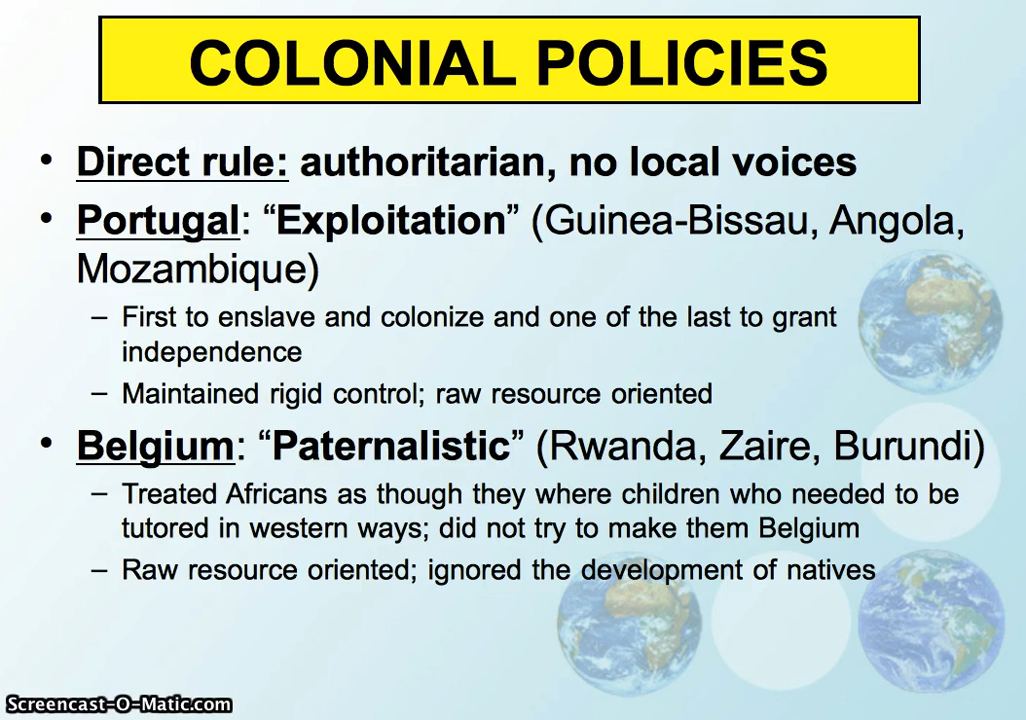 COLONIAL POLICIES
• Direct rule: authoritarian, no local voices
• Portugal: “Exploitation” (Guinea-Bissau, Angola,
Mozambique)
– First to enslave and colonize and one of the last to grant
independence
– Maintained rigid control; raw resource oriented
• Belgium: “Paternalistic” (Rwanda, Zaire, Burundi)
– Treated Africans as though they where children who needed to be
tutored in western ways; did not try to make them Belgium
– Raw resource oriented; ignored the development of natives
Screencast-O-Matic.com